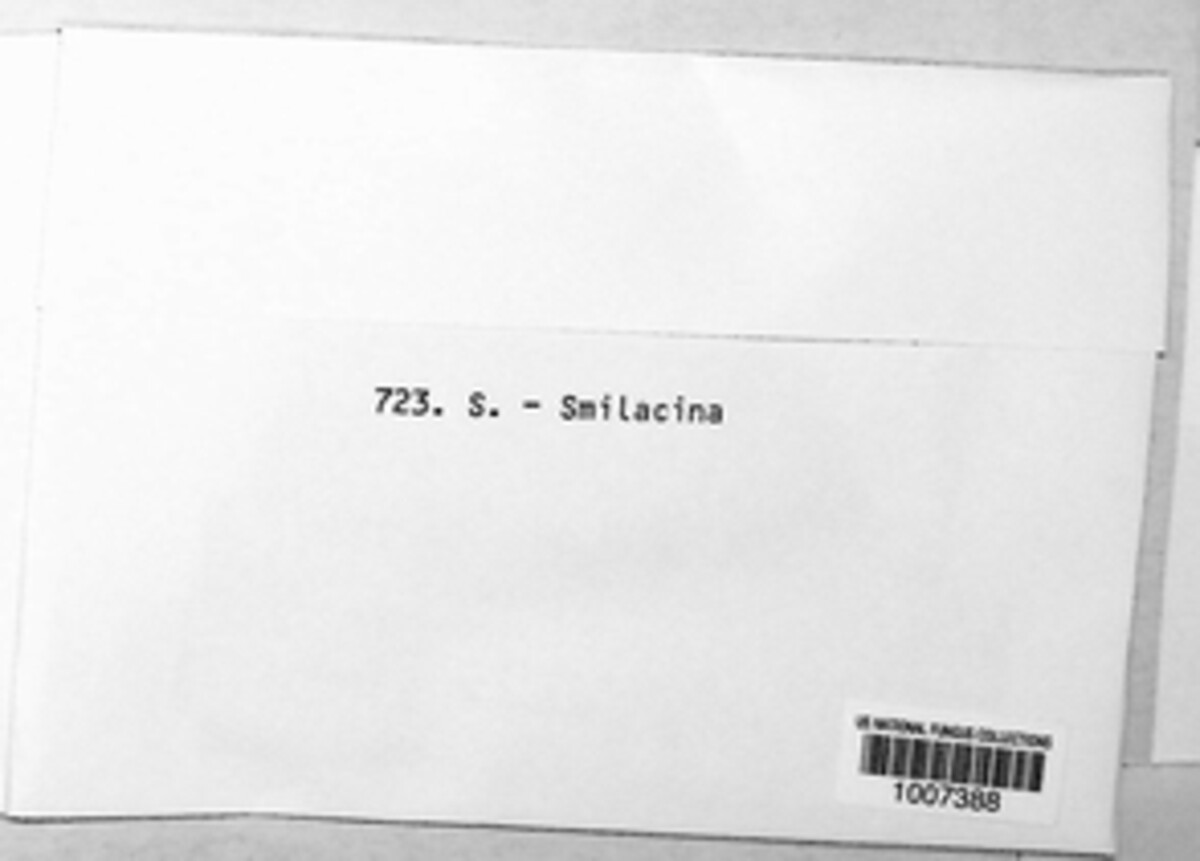 723. S. - Smilacina
US NATIONAL FUNGUS COLLECTIONS
1007388